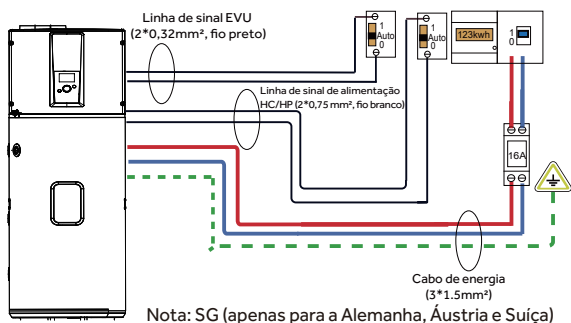 Linha de sinal EVU
(2*0,32mm², fio preto)
1
Auto
0
1
Auto
0
123kwh
1
0
Linha de sinal de alimentação
HC/HP (2*0,75 mm², fio branco)
16A
Cabo de energia
(3*1.5mm²)
Nota: SG (apenas para a Alemanha, Áustria e Suíça)